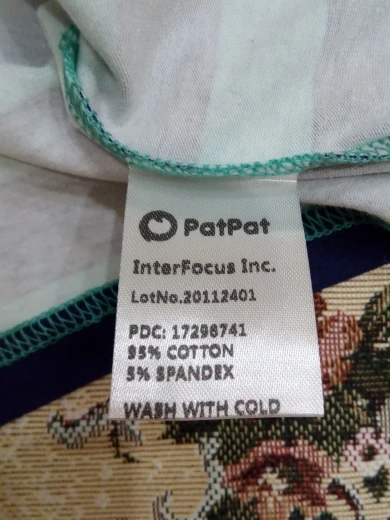 PatPat
InterFocus Inc.
LotNo.20112401
PDC: 17298741
95% COTTON
5% SPANDEX
WASH WITH COLD